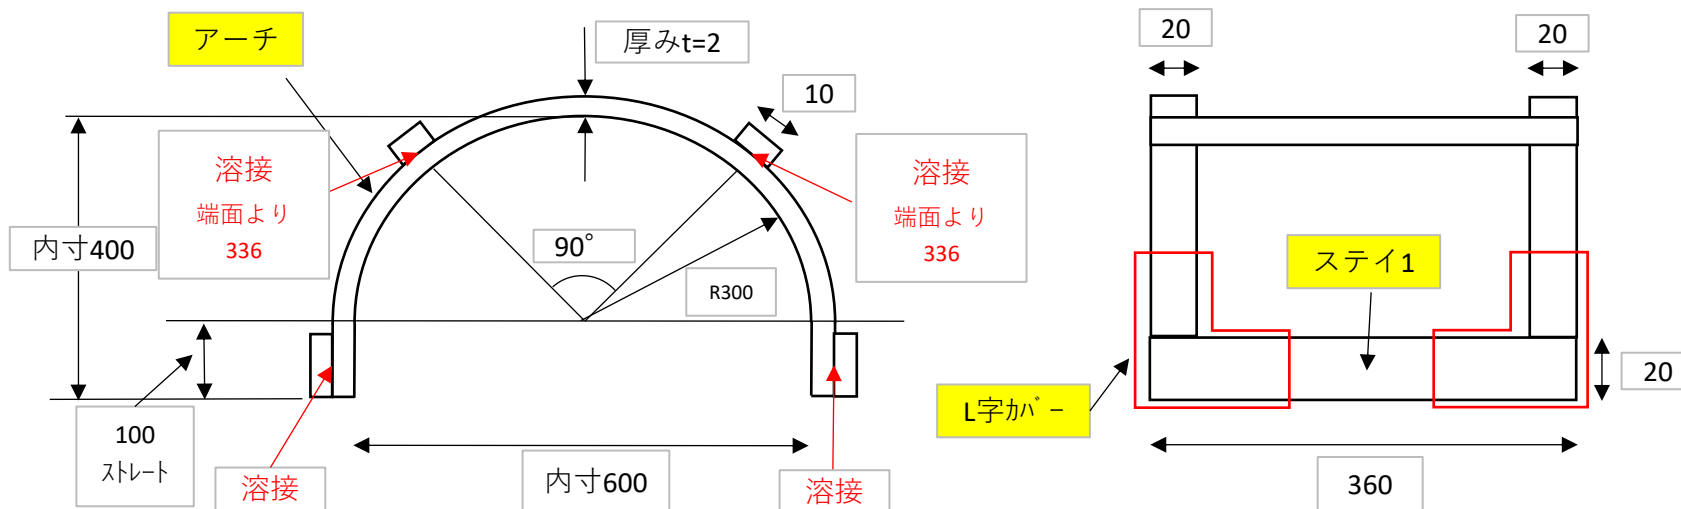 アーチ
厚みt=2
10
溶接
端面より
336
溶接
端面より
336
内寸400
90°
R300
100
ストレート
溶接
内寸600
溶接
20
20
ステイ1
20
L字カバー
360